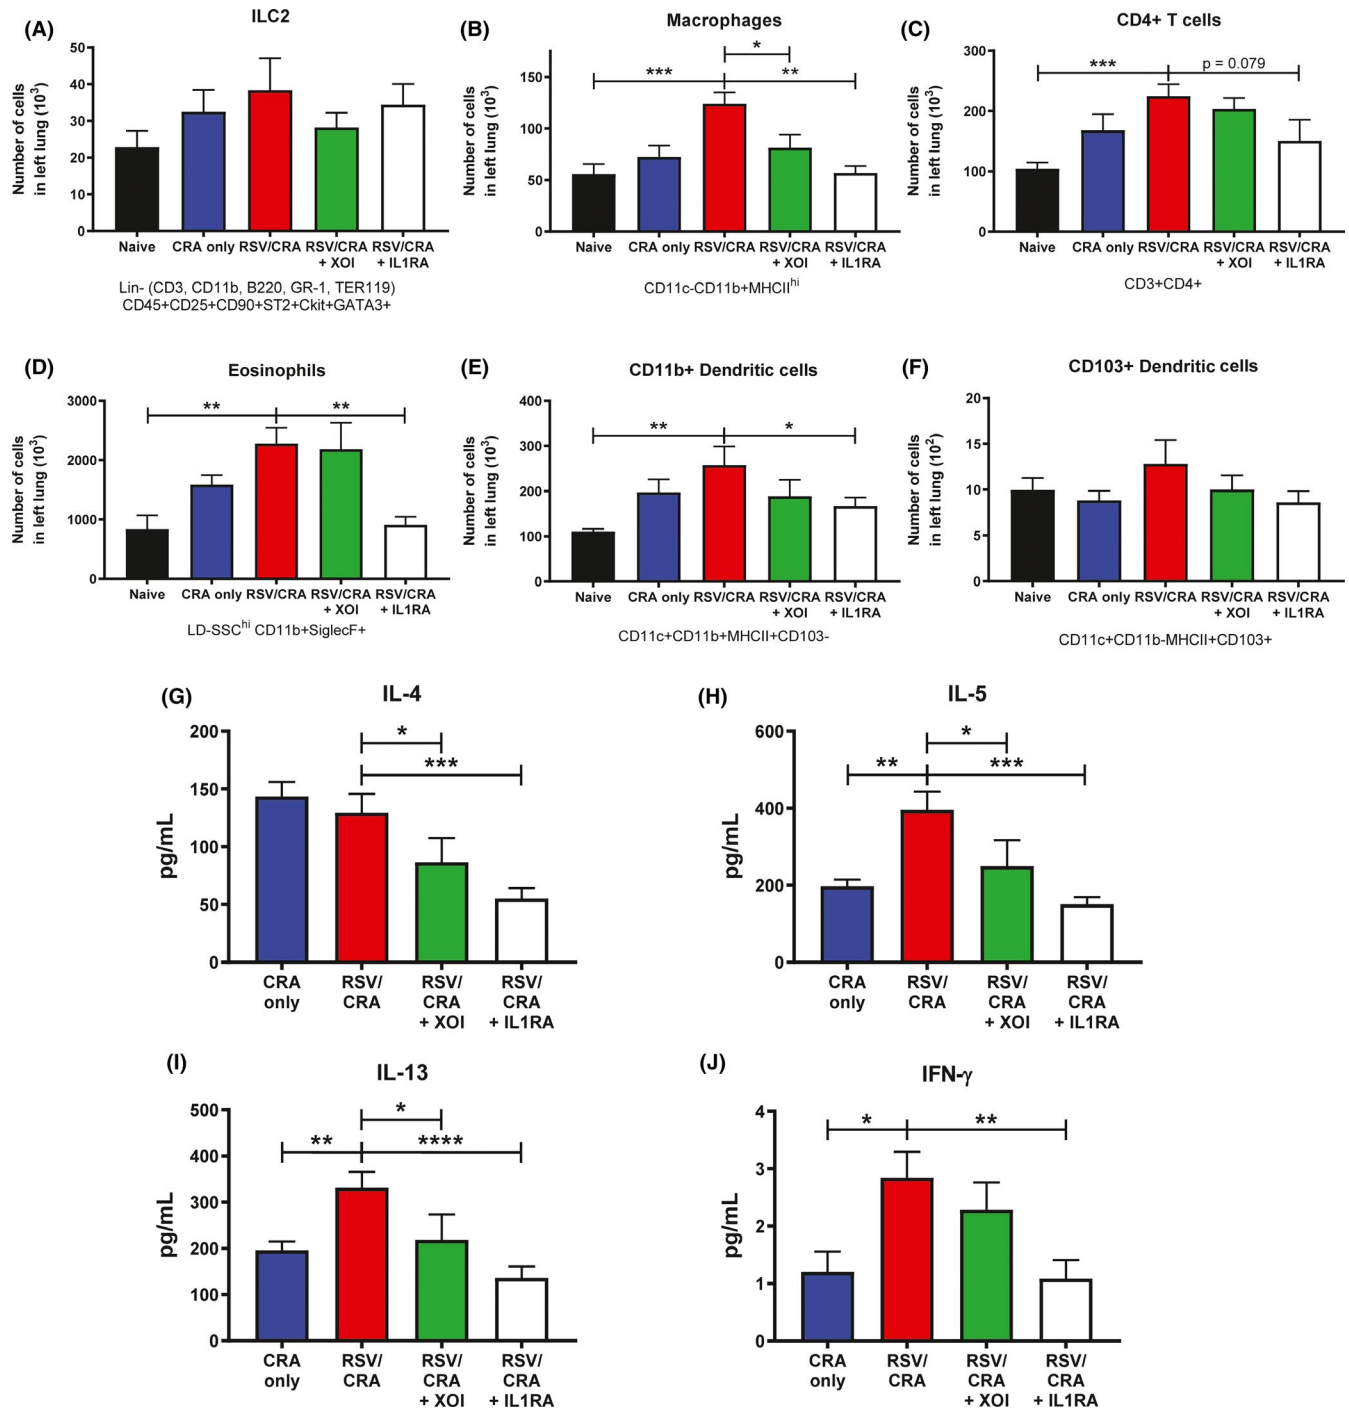 (A)
ILC2
Number of cells
in left lung (10³)
50
40
30
20
10
0
Naive CRA only RSV/CRA RSV/CRA RSV/CRA
+ XOI + IL1RA
Lin- (CD3, CD11b, B220, GR-1, TER119)
CD45+CD25+CD90+ST2+Ckit+GATA3+
(B)
Macrophages
Number of cells
in left lung (10³)
150
100
50
0
*
*** **
Naive CRA only RSV/CRA RSV/CRA RSV/CRA
+ XOI + IL1RA
CD11c-CD11b+MHCIIʰⁱ
(C)
CD4+ T cells
Number of cells
in left lung (10³)
300
200
100
0
*** p = 0.079
Naive CRA only RSV/CRA RSV/CRA RSV/CRA
+ XOI + IL1RA
CD3+CD4+
(D)
Eosinophils
Number of cells
in left lung (10³)
3000
2000
1000
0
** **
Naive CRA only RSV/CRA RSV/CRA RSV/CRA
+ XOI + IL1RA
LD-SSCʰⁱ CD11b+SiglecF+
(E)
CD11b+ Dendritic cells
Number of cells
in left lung (10³)
400
300
200
100
0
** *
Naive CRA only RSV/CRA RSV/CRA RSV/CRA
+ XOI + IL1RA
CD11c+CD11b+MHCII+CD103-
(F)
CD103+ Dendritic cells
Number of cells
in left lung (10²)
20
15
10
5
0
Naive CRA only RSV/CRA RSV/CRA RSV/CRA
+ XOI + IL1RA
CD11c+CD11b-MHCII+CD103+
(G)
IL-4
pg/mL
200
150
100
50
0
*
***
CRA RSV/ RSV/ RSV/
only CRA CRA CRA
+ XOI + IL1RA
(H)
IL-5
pg/mL
600
400
200
0
*
** ***
CRA RSV/ RSV/ RSV/
only CRA CRA CRA
+ XOI + IL1RA
(I)
IL-13
pg/mL
500
400
300
200
100
0
*
** ****
CRA RSV/ RSV/ RSV/
only CRA CRA CRA
+ XOI + IL1RA
(J)
IFN-γ
pg/mL
4
3
2
1
0
* **
CRA RSV/ RSV/ RSV/
only CRA CRA CRA
+ XOI + IL1RA